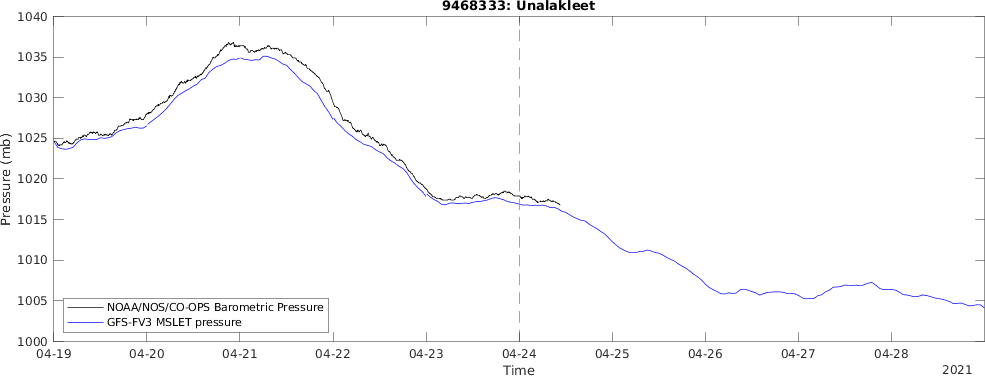 9468333: Unalakleet
1040
1035
1030
1025
1020
1015
1010
1005
1000
Pressure (mb)
NOAA/NOS/CO-OPS Barometric Pressure
GFS-FV3 MSLET pressure
04-19 04-20 04-21 04-22 04-23 04-24 04-25 04-26 04-27 04-28
Time
2021